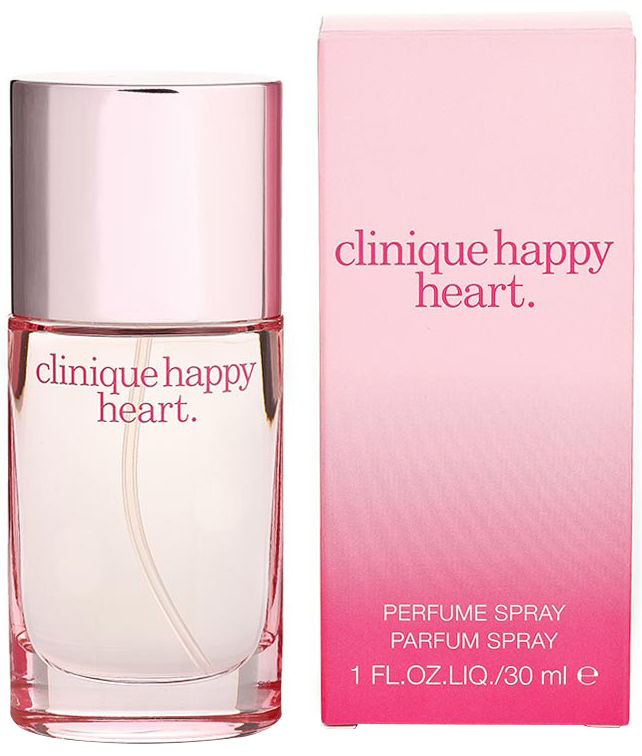 clinique happy
heart.
clinique happy
heart.
PERFUME SPRAY
PARFUM SPRAY
1 FL.OZ.LIQ./30 ml ℮